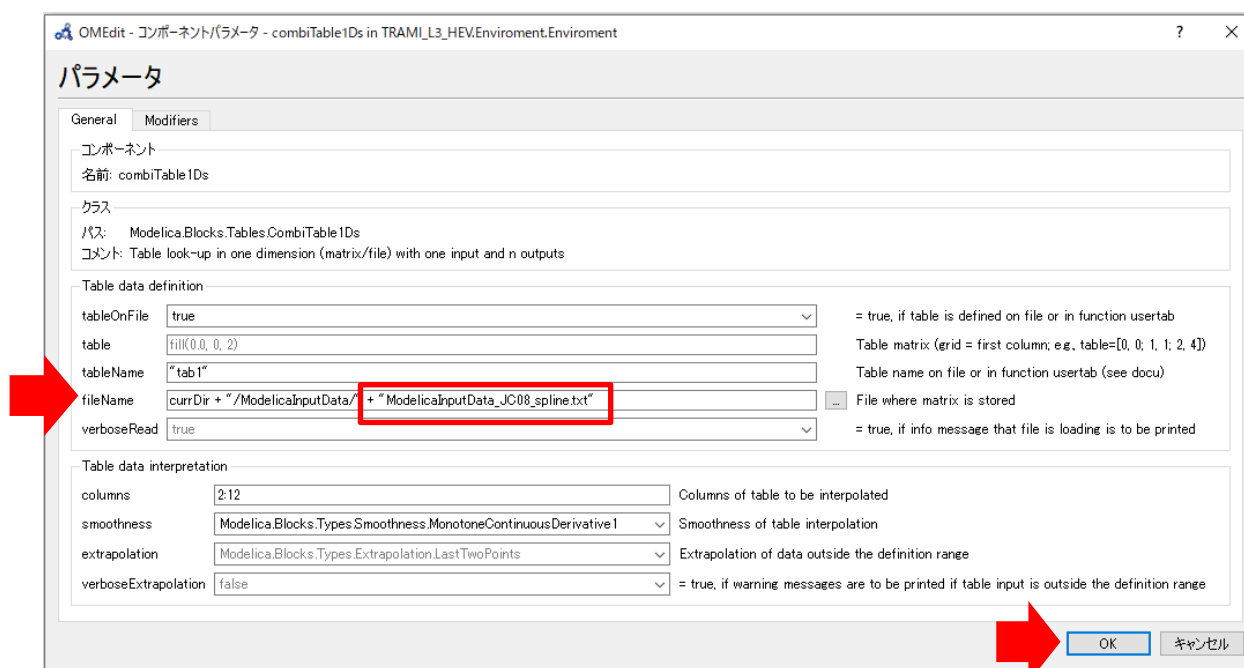 OMEdit - コンポーネントパラメータ - combiTable1Ds in TRAMI_L3_HEV.Enviroment.Enviroment ? ×
パラメータ
General Modifiers
コンポーネント
名前: combiTable1Ds
クラス
パス: Modelica.Blocks.Tables.CombiTable1Ds
コメント: Table look-up in one dimension (matrix/file) with one input and n outputs
Table data definition
tableOnFile true = true, if table is defined on file or in function usertab
table fill(0.0, 0, 2) Table matrix (grid = first column; e.g., table=[0, 0; 1, 1; 2, 4])
tableName "tab1" Table name on file or in function usertab (see docu)
fileName currDir + "/ModelicaInputData/" + "ModelicaInputData_JC08_spline.txt" ... File where matrix is stored
verboseRead true = true, if info message that file is loading is to be printed
Table data interpretation
columns 2:12 Columns of table to be interpolated
smoothness Modelica.Blocks.Types.Smoothness.MonotoneContinuousDerivative1 Smoothness of table interpolation
extrapolation Modelica.Blocks.Types.Extrapolation.LastTwoPoints Extrapolation of data outside the definition range
verboseExtrapolation false = true, if warning messages are to be printed if table input is outside the definition range
OK キャンセル